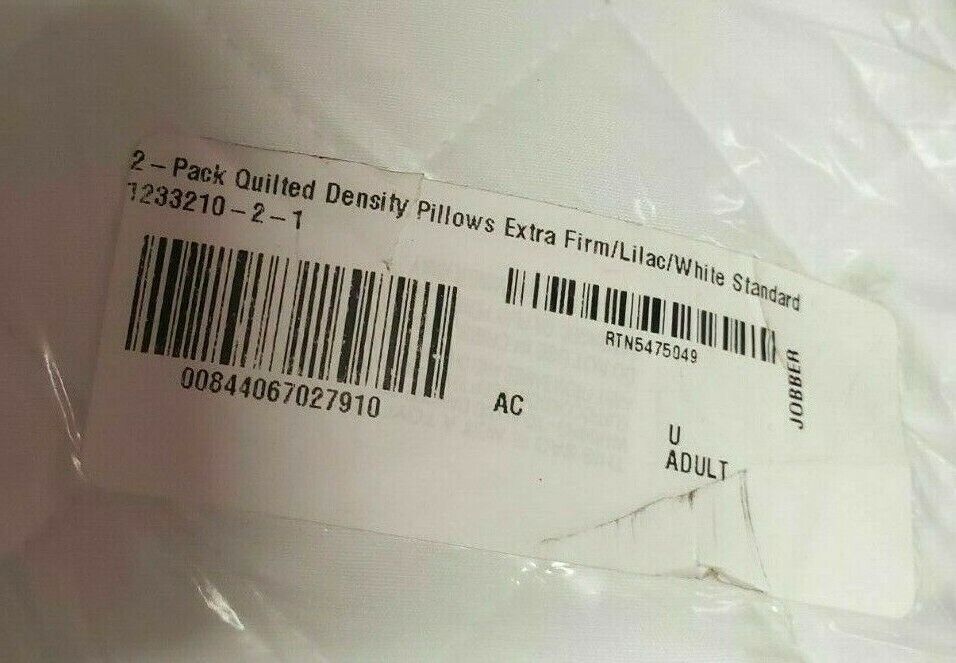 2-Pack Quilted Density Pillows Extra Firm/Lilac/White Standard
1233210-2-1
00844067027910
RTN5475049
JOBBER
AC
U
ADULT